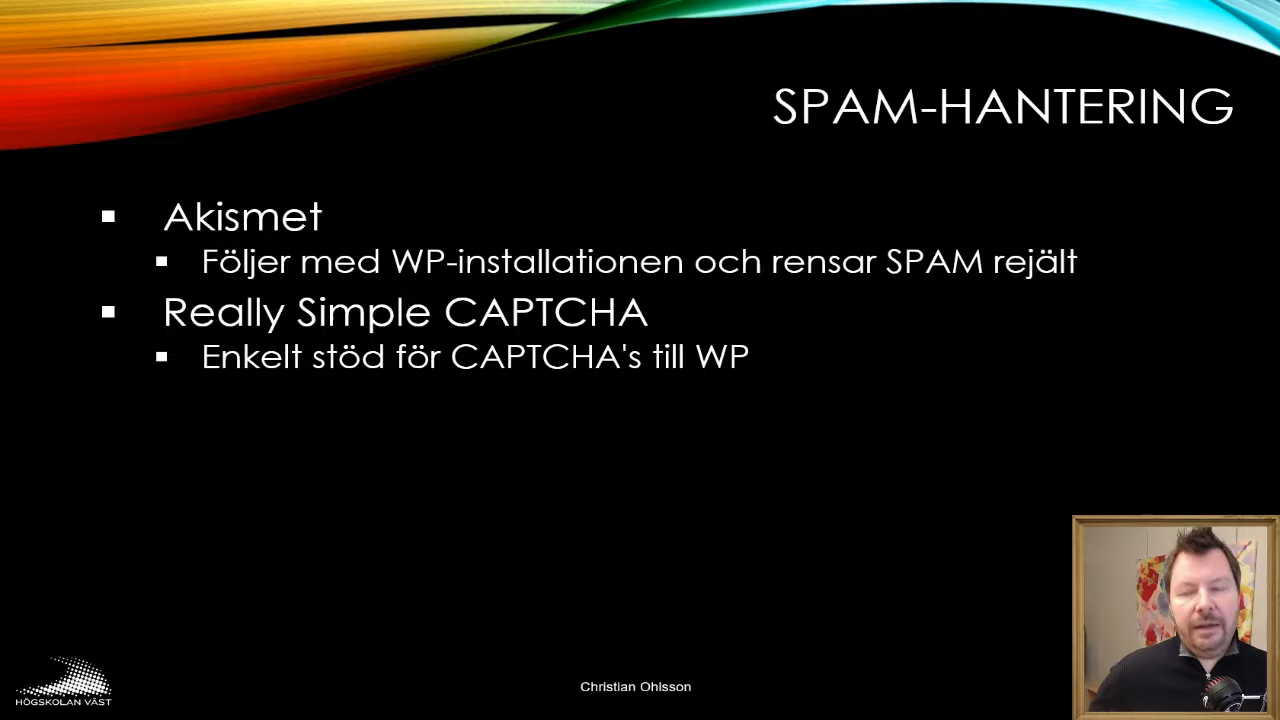 SPAM-HANTERING
Akismet
Följer med WP-installationen och rensar SPAM rejält
Really Simple CAPTCHA
Enkelt stöd för CAPTCHA's till WP
HÖGSKOLAN VÄST
Christian Ohlsson